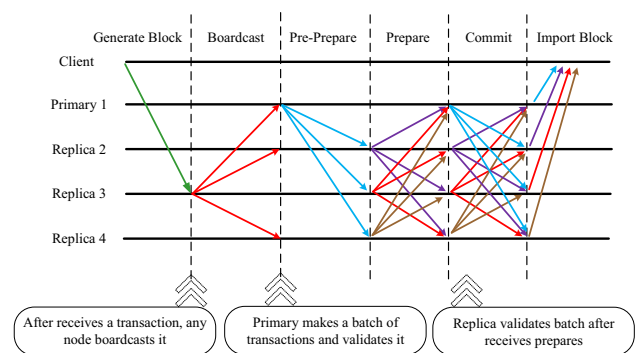 Generate Block Boardcast Pre-Prepare Prepare Commit Import Block
Client
Primary 1
Replica 2
Replica 3
Replica 4
After receives a transaction, any
node boardcasts it
Primary makes a batch of
transactions and validates it
Replica validates batch after
receives prepares